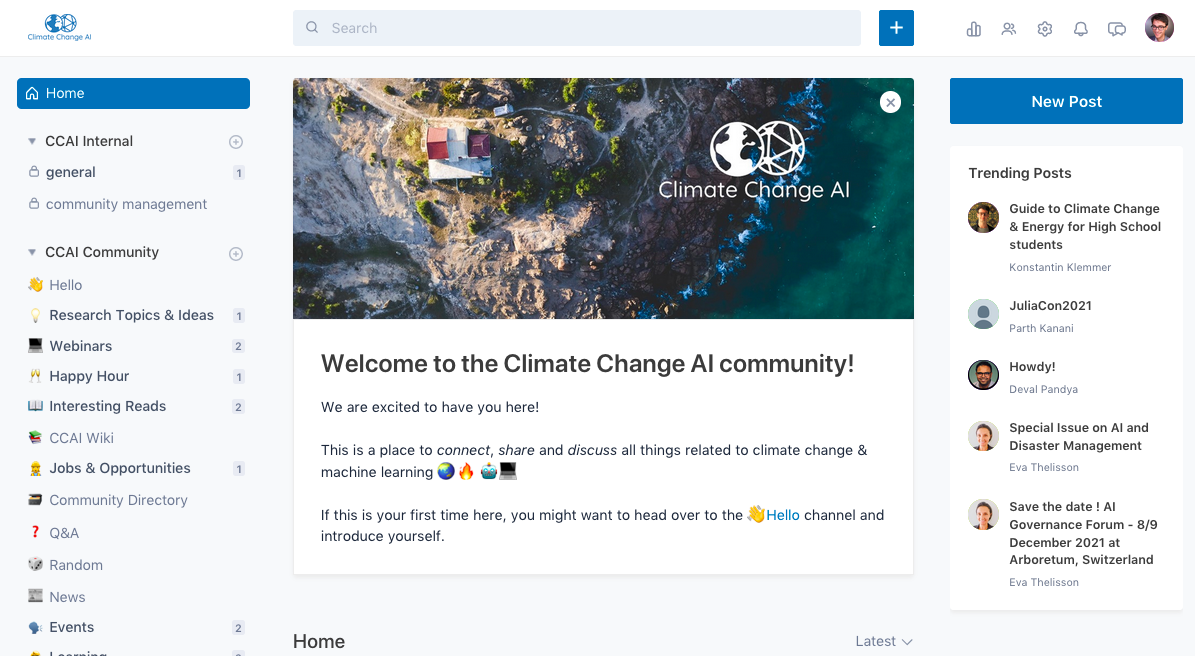 Climate Change AI
Search
Home
CCAI Internal
general 1
community management
CCAI Community
Hello
Research Topics & Ideas 1
Webinars 2
Happy Hour 1
Interesting Reads 2
CCAI Wiki
Jobs & Opportunities 1
Community Directory
Q&A
Random
News
Events 2
Learning
Climate Change AI
Welcome to the Climate Change AI community!
We are excited to have you here!
This is a place to connect, share and discuss all things related to climate change &
machine learning 🌏🔥 🤖💻
If this is your first time here, you might want to head over to the 👋Hello channel and
introduce yourself.
Home
Latest
New Post
Trending Posts
Guide to Climate Change
& Energy for High School
students
Konstantin Klemmer
JuliaCon2021
Parth Kanani
Howdy!
Deval Pandya
Special Issue on AI and
Disaster Management
Eva Thelisson
Save the date ! AI
Governance Forum - 8/9
December 2021 at
Arboretum, Switzerland
Eva Thelisson